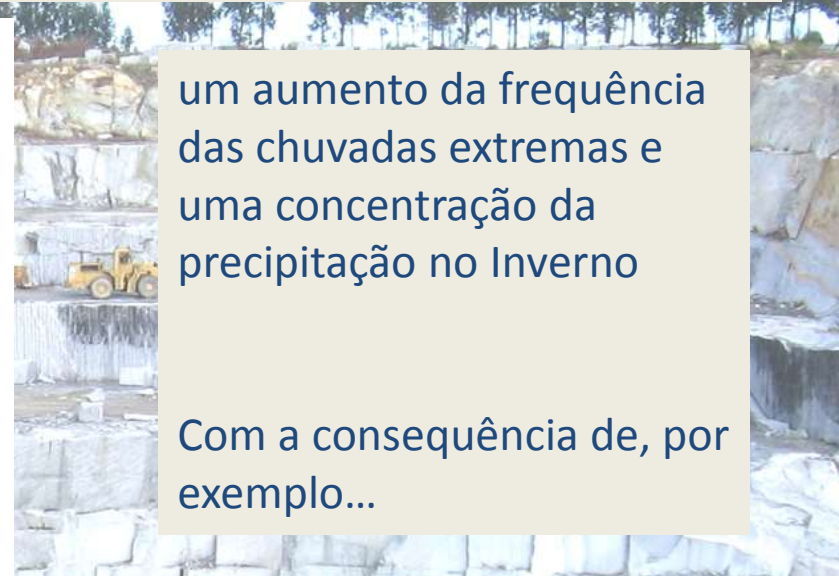 um aumento da frequência
das chuvadas extremas e
uma concentração da
precipitação no Inverno
Com a consequência de, por
exemplo…